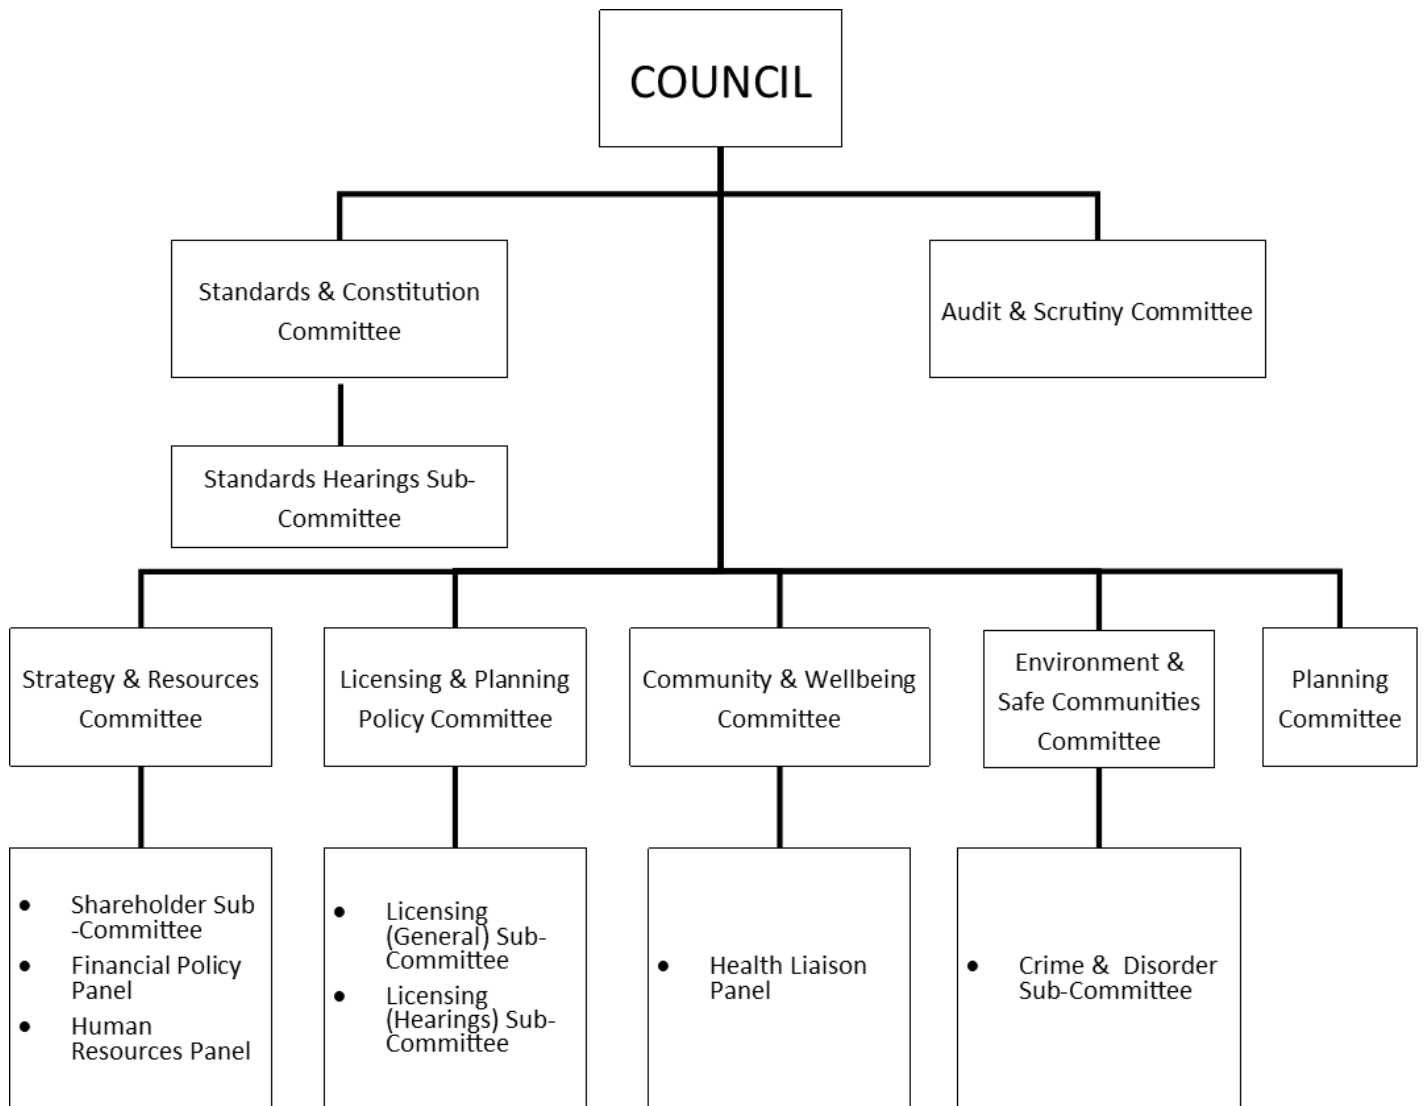 COUNCIL
Standards & Constitution
Committee
Audit & Scrutiny Committee
Standards Hearings Sub-
Committee
Strategy & Resources
Committee
Licensing & Planning
Policy Committee
Community & Wellbeing
Committee
Environment &
Safe Communities
Committee
Planning
Committee
• Shareholder Sub
-Committee
• Financial Policy
Panel
• Human
Resources Panel
• Licensing
(General) Sub-
Committee
• Licensing
(Hearings) Sub-
Committee
• Health Liaison
Panel
• Crime & Disorder
Sub-Committee